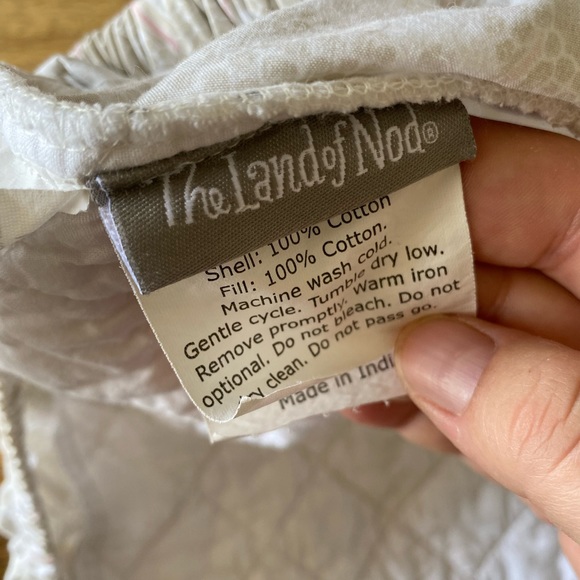 The Land of Nod®
Shell: 100% Cotton
Fill: 100% Cotton.
Machine wash cold.
Gentle cycle. Tumble dry low.
Remove promptly. Warm iron
optional. Do not bleach. Do not
clean. Do not pass go.
Made in